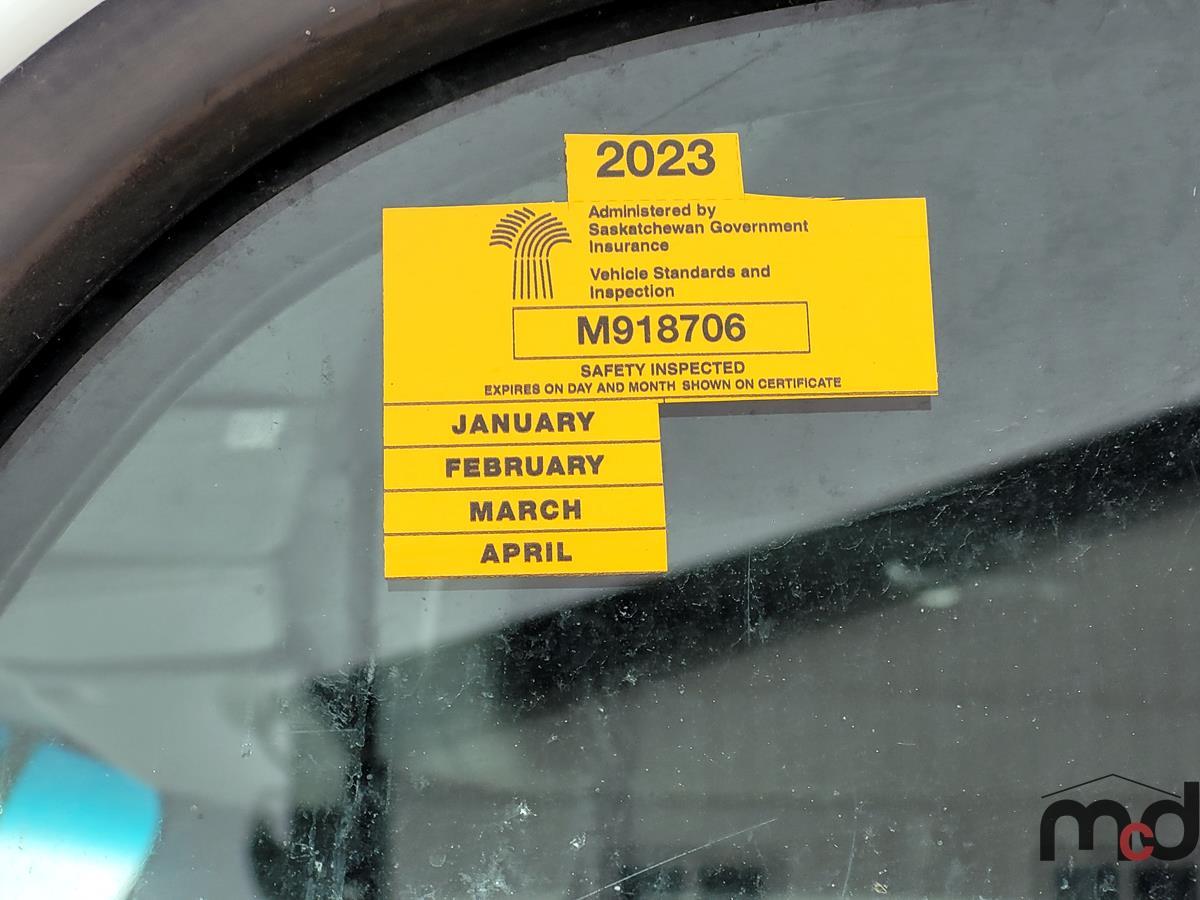 2023
Administered by
Saskatchewan Government
Insurance
Vehicle Standards and
Inspection
M918706
SAFETY INSPECTED
EXPIRES ON DAY AND MONTH SHOWN ON CERTIFICATE
JANUARY
FEBRUARY
MARCH
APRIL
mcd